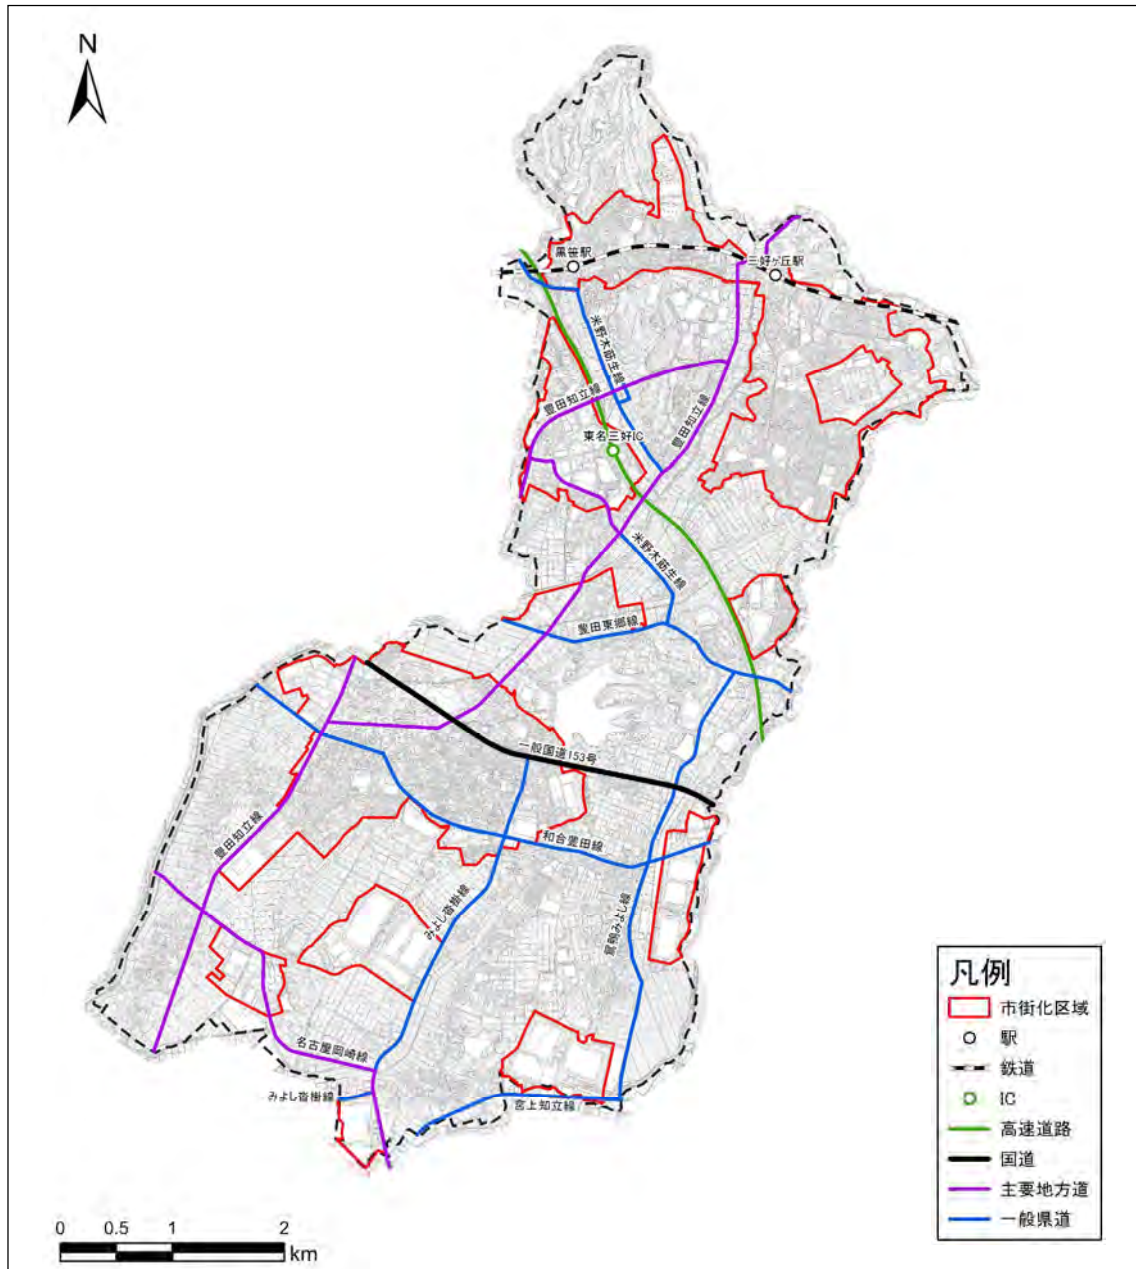 N
黒笹駅
三好ヶ丘駅
米野木莇生線
豊田知立線
豊田知立線
東名三好IC
米野木莇生線
豊田東郷線
一般国道153号
豊田知立線
和合豊田線
みよし沓掛線
鴛鴨みよし線
名古屋岡崎線
みよし沓掛線
宮上知立線
凡例
市街化区域
駅
鉄道
IC
高速道路
国道
主要地方道
一般県道
0 0.5 1 2
km